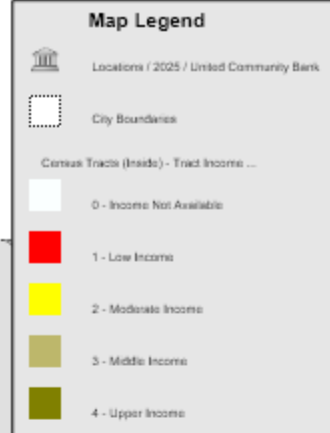 Map Legend
Locations / 2025 / United Community Bank
City Boundaries
Census Tracts (Inside) - Tract Income ...
0 - Income Not Available
1 - Low Income
2 - Moderate Income
3 - Middle Income
4 - Upper Income